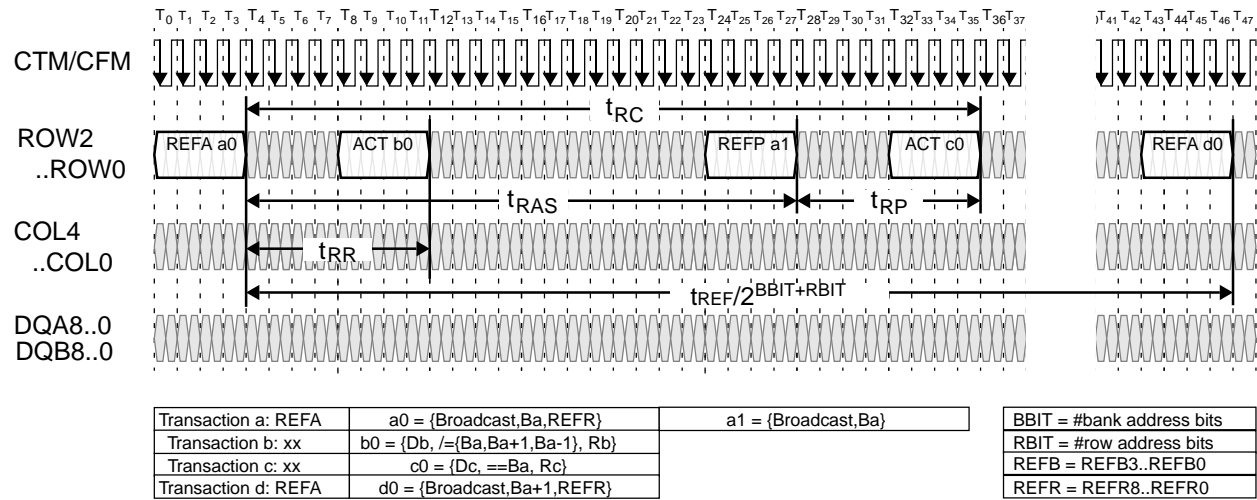 T0 T1 T2 T3 T4 T5 T6 T7 T8 T9 T10 T11 T12 T13 T14 T15 T16 T17 T18 T19 T20 T21 T22 T23 T24 T25 T26 T27 T28 T29 T30 T31 T32 T33 T34 T35 T36 T37 T41 T42 T43 T44 T45 T46 T47
CTM/CFM
tRC
ROW2
..ROW0
REFA a0 ACT b0 REFP a1 ACT c0 REFA d0
tRAS tRP
COL4
..COL0
tRR
tREF/2BBIT+RBIT
DQA8..0
DQB8..0
Transaction a: REFA a0 = {Broadcast,Ba,REFR} a1 = {Broadcast,Ba} BBIT = #bank address bits
Transaction b: xx b0 = {Db, /={Ba,Ba+1,Ba-1}, Rb} RBIT = #row address bits
Transaction c: xx c0 = {Dc, ==Ba, Rc} REFB = REFB3..REFB0
Transaction d: REFA d0 = {Broadcast,Ba+1,REFR} REFR = REFR8..REFR0